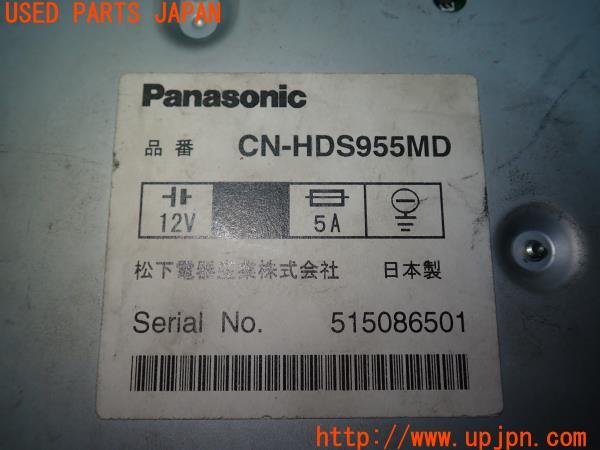 USED PARTS JAPAN
Panasonic
品番 CN-HDS955MD
12V 5A
松下電器産業株式会社 日本製
Serial No. 515086501
http://www.upjpn.com/